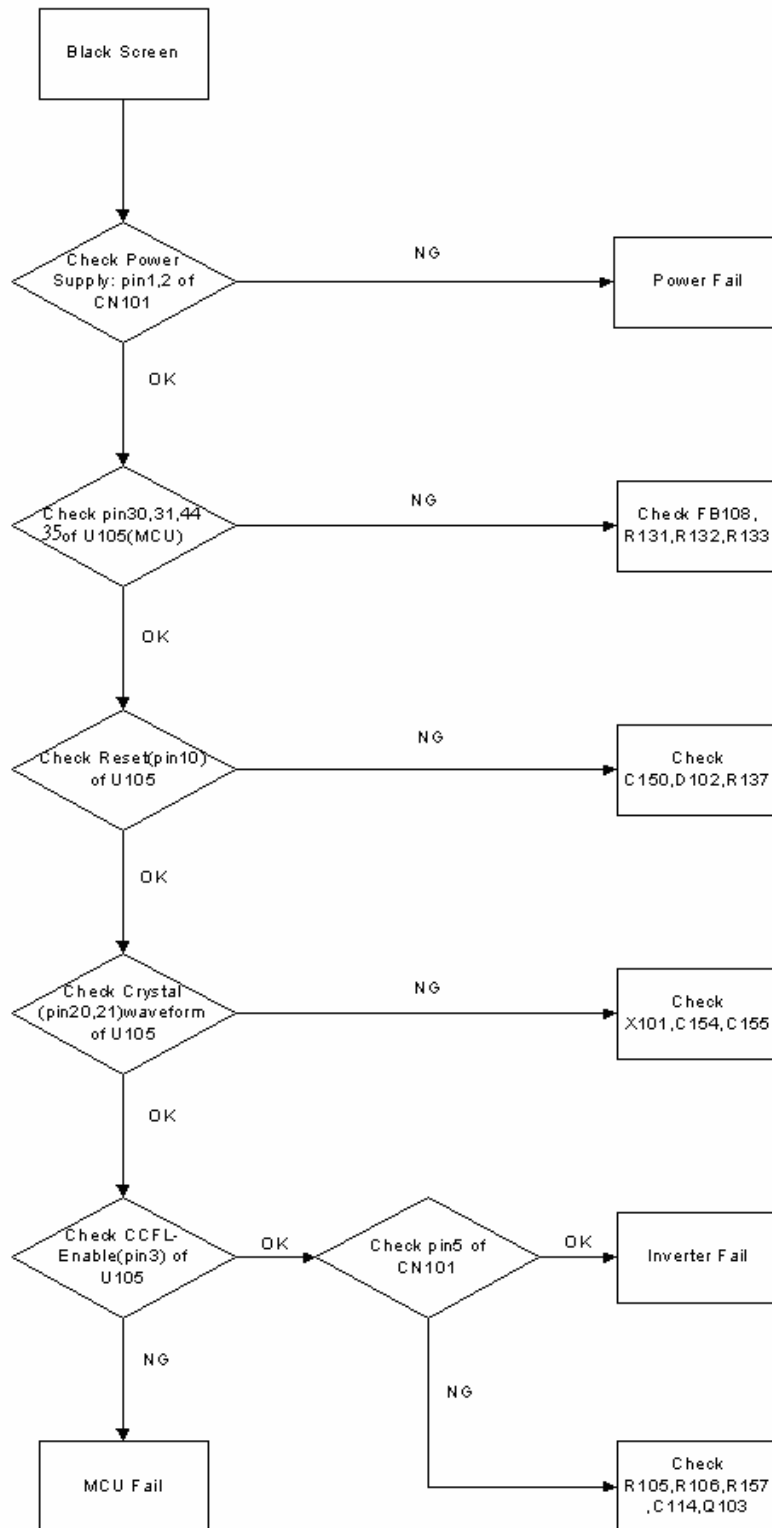 Black Screen
Check Power
Supply: pin1,2 of
CN101
NG
Power Fail
OK
Check pin30,31,44
35of U105(MCU)
NG
Check FB108,
R131,R132,R133
OK
Check Reset(pin10)
of U105
NG
Check
C150,D102,R137
OK
Check Crystal
(pin20,21)waveform
of U105
NG
Check
X101,C154,C155
OK
Check CCFL-
Enable(pin3) of
U105
OK
Check pin5 of
CN101
OK
Inverter Fail
NG
NG
MCU Fail
Check
R105,R106,R157
,C114,Q103